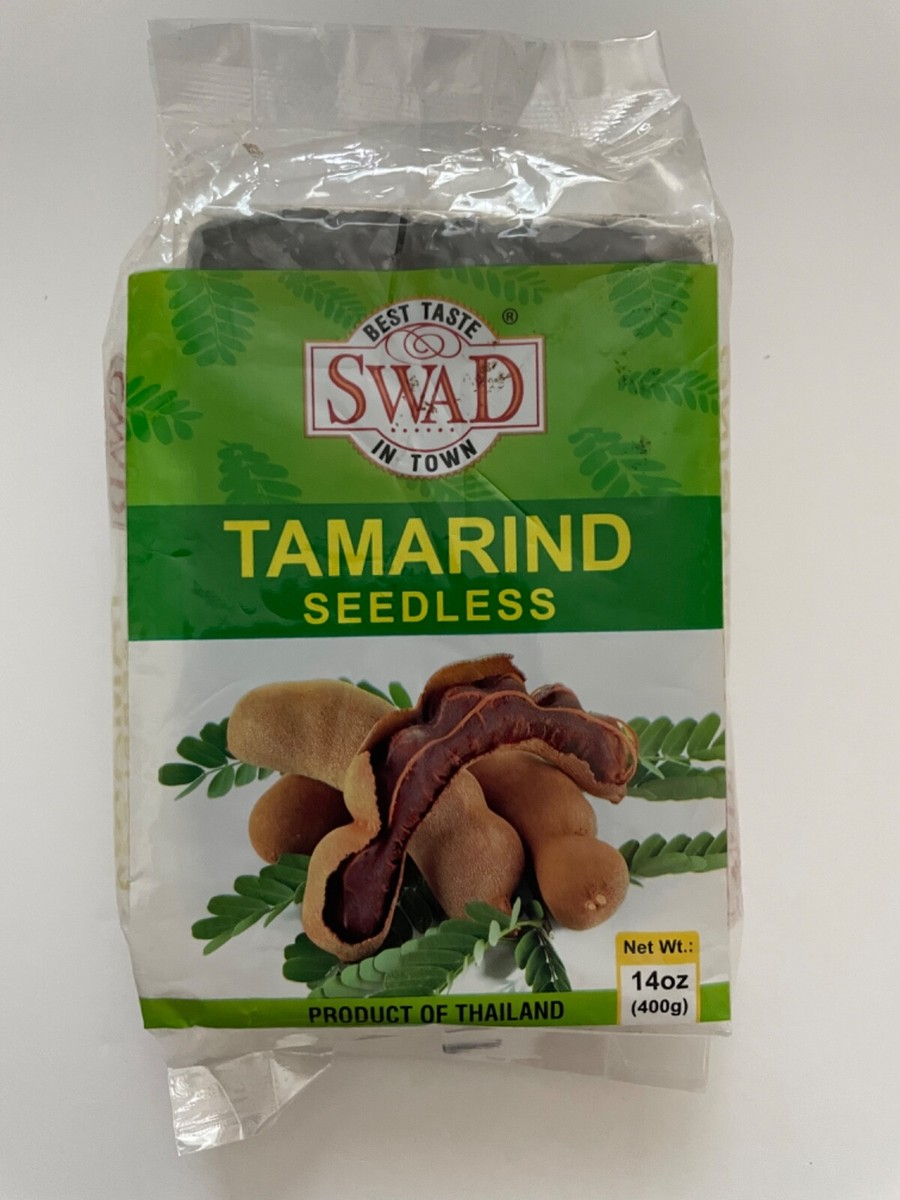 BEST TASTE
®
SWAD
IN TOWN
TAMARIND
SEEDLESS
Net Wt.:
14oz
(400g)
PRODUCT OF THAILAND